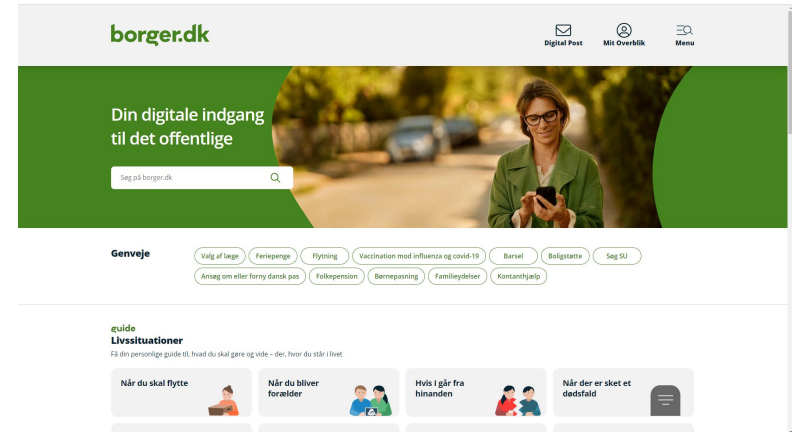 borger.dk
Digital Post
Mit Overblik
Menu
Din digitale indgang
til det offentlige
Søg på borger.dk
Genveje
Valg af læge
Feriepenge
Flytning
Vaccination mod influenza og covid-19
Barsel
Boligstøtte
Søg SU
Ansøg om eller forny dansk pas
Folkepension
Børnepasning
Familieydelser
Kontanthjælp
guide
Livssituationer
Få din personlige guide til, hvad du skal gøre og vide – der, hvor du står i livet
Når du skal flytte
Når du bliver
forælder
Hvis I går fra
hinanden
Når der er sket et
dødsfald